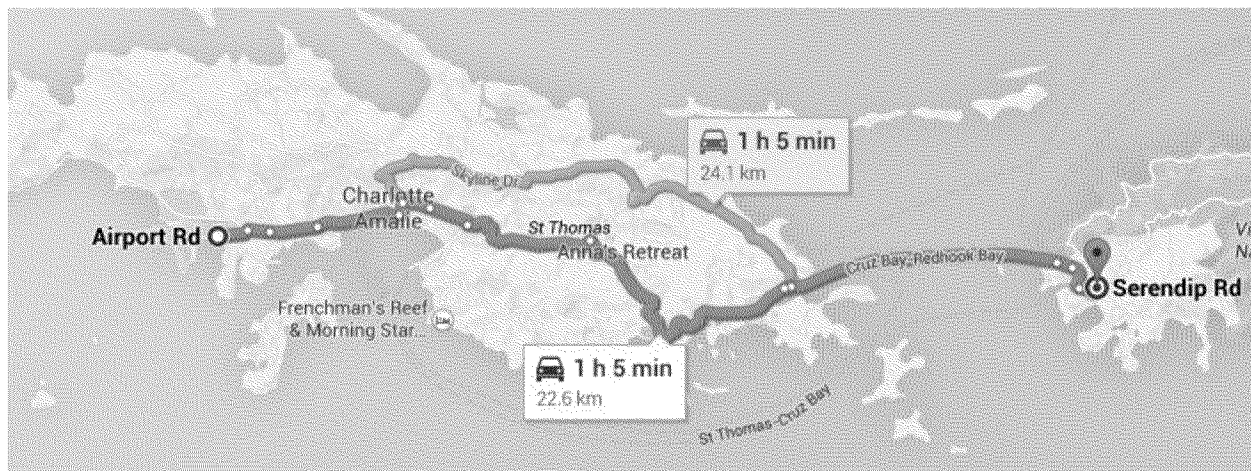 1 h 5 min
24.1 km
Skyline Dr
Charlotte
Amalie
St Thomas
Airport Rd
Anna's Retreat
Cruz Bay, Redhook Bay
Serendip Rd
Frenchman's Reef
& Morning Star...
1 h 5 min
22.6 km
St Thomas-Cruz Bay